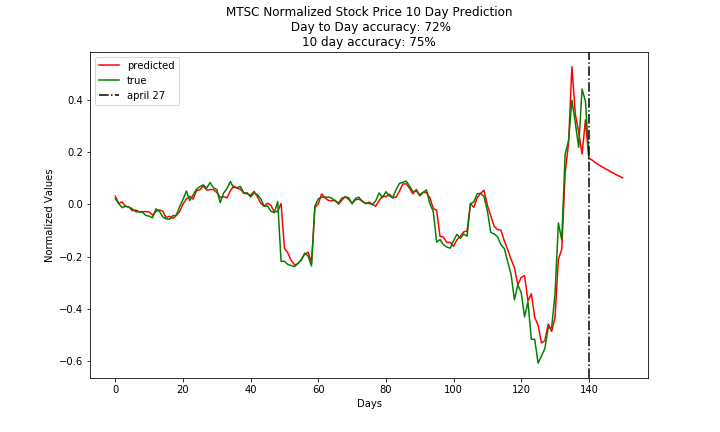 MTSC Normalized Stock Price 10 Day Prediction
Day to Day accuracy: 72%
10 day accuracy: 75%
predicted
true
april 27
Normalized Values
0.4
0.2
0.0
−0.2
−0.4
−0.6
0 20 40 60 80 100 120 140
Days